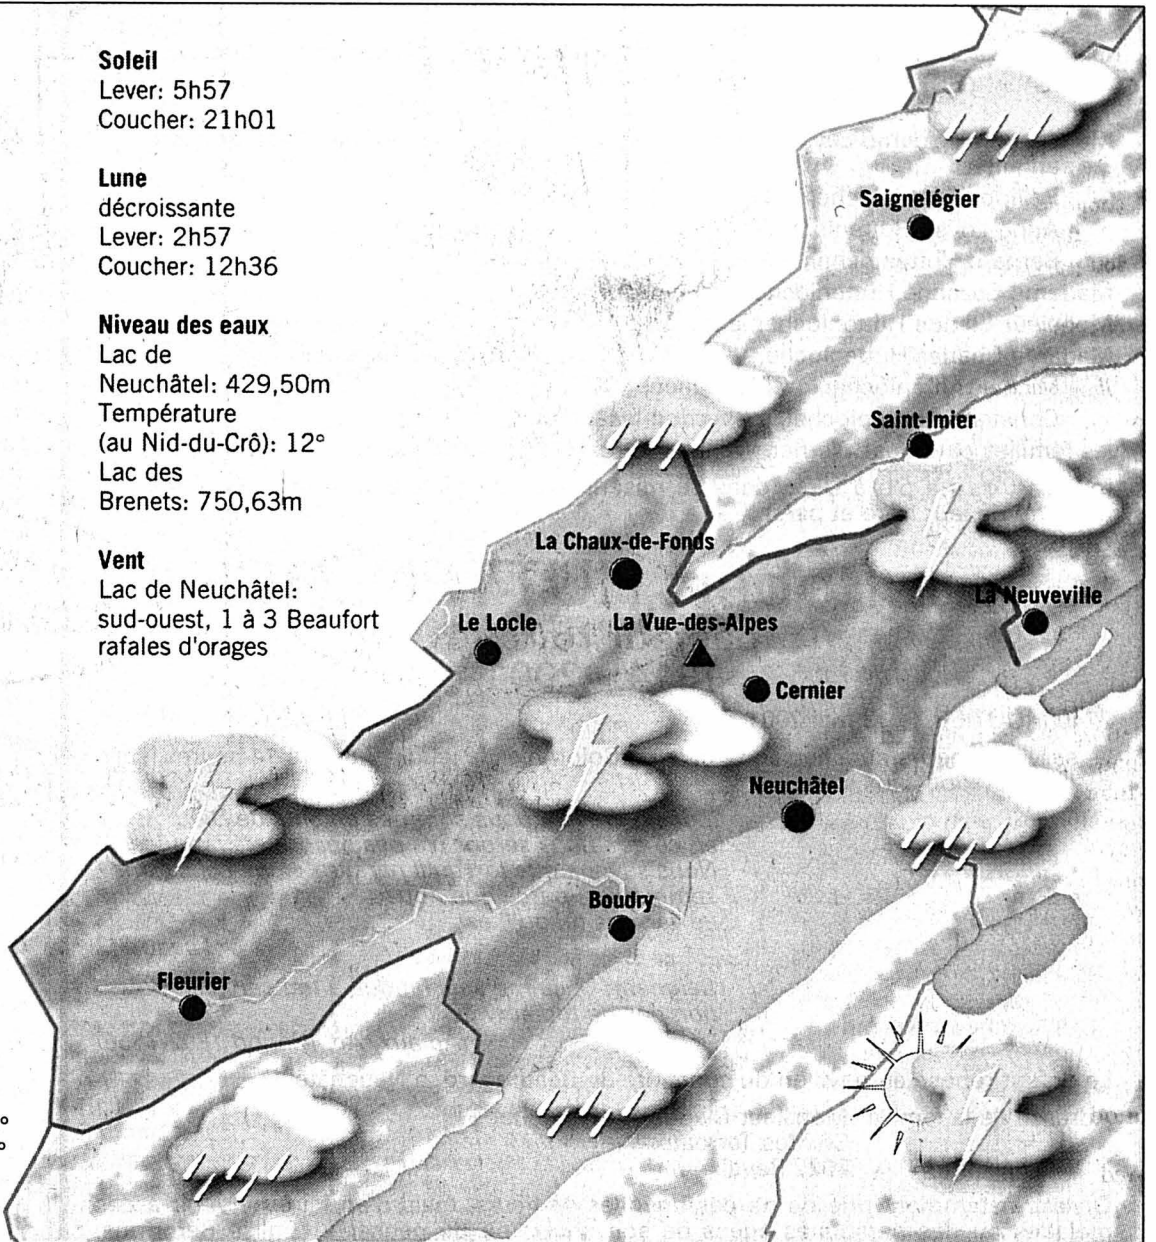 Soleil
Lever: 5h57
Coucher: 21h01
Lune
décroissante
Lever: 2h57
Coucher: 12h36
Niveau des eaux
Lac de
Neuchâtel: 429,50m
Température
(au Nid-du-Crô): 12°
Lac des
Brenets: 750,63m
Vent
Lac de Neuchâtel:
sud-ouest, 1 à 3 Beaufort
rafales d'orages
Saignelégier
Saint-Imier
La Chaux-de-Fonds
La Neuveville
Le Locle
La Vue-des-Alpes
Cernier
Neuchâtel
Boudry
Fleurier